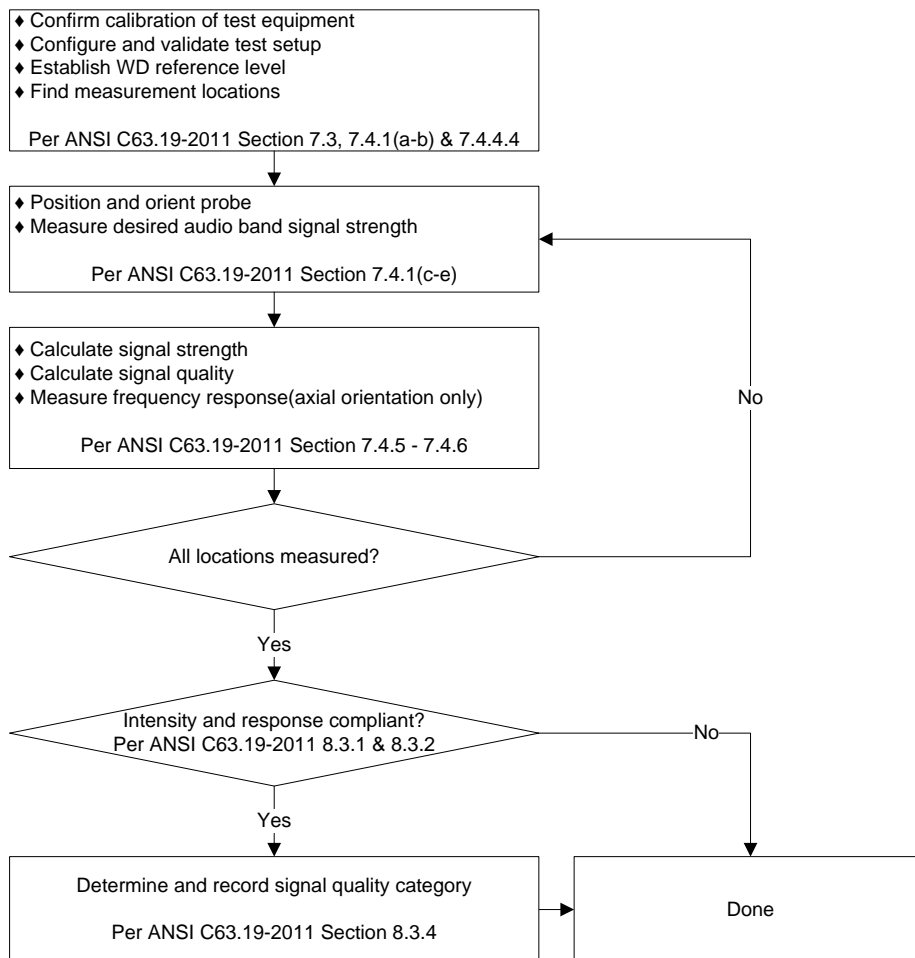 ♦ Confirm calibration of test equipment
♦ Configure and validate test setup
♦ Establish WD reference level
♦ Find measurement locations
Per ANSI C63.19-2011 Section 7.3, 7.4.1(a-b) & 7.4.4.4
♦ Position and orient probe
♦ Measure desired audio band signal strength
Per ANSI C63.19-2011 Section 7.4.1(c-e)
♦ Calculate signal strength
♦ Calculate signal quality
♦ Measure frequency response(axial orientation only)
Per ANSI C63.19-2011 Section 7.4.5 - 7.4.6
No
All locations measured?
Yes
Intensity and response compliant?
Per ANSI C63.19-2011 8.3.1 & 8.3.2
No
Yes
Determine and record signal quality category
Per ANSI C63.19-2011 Section 8.3.4
Done